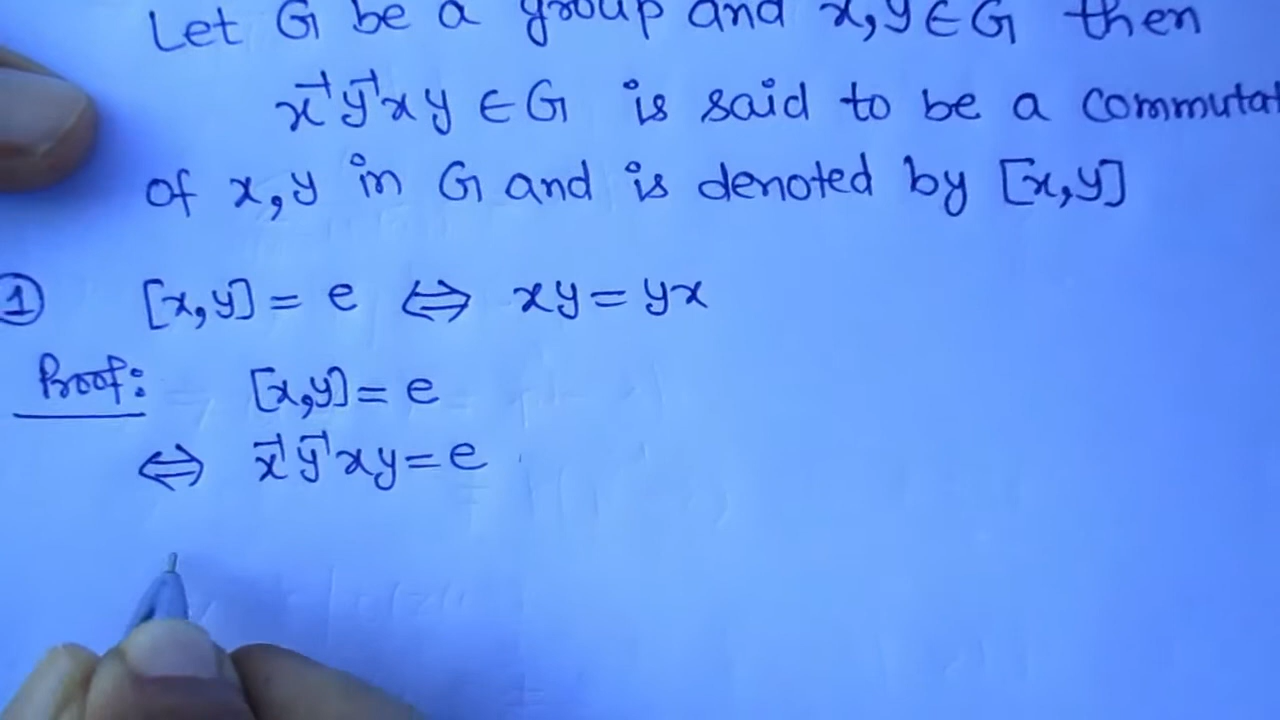 Let G be a group and x, y ∈ G then
x⁻¹y⁻¹xy ∈ G is said to be a commutat
of x, y in G and is denoted by [x, y]
① [x, y] = e ⇔ xy = yx
Proof: [x, y] = e
⇔ x⁻¹y⁻¹xy = e